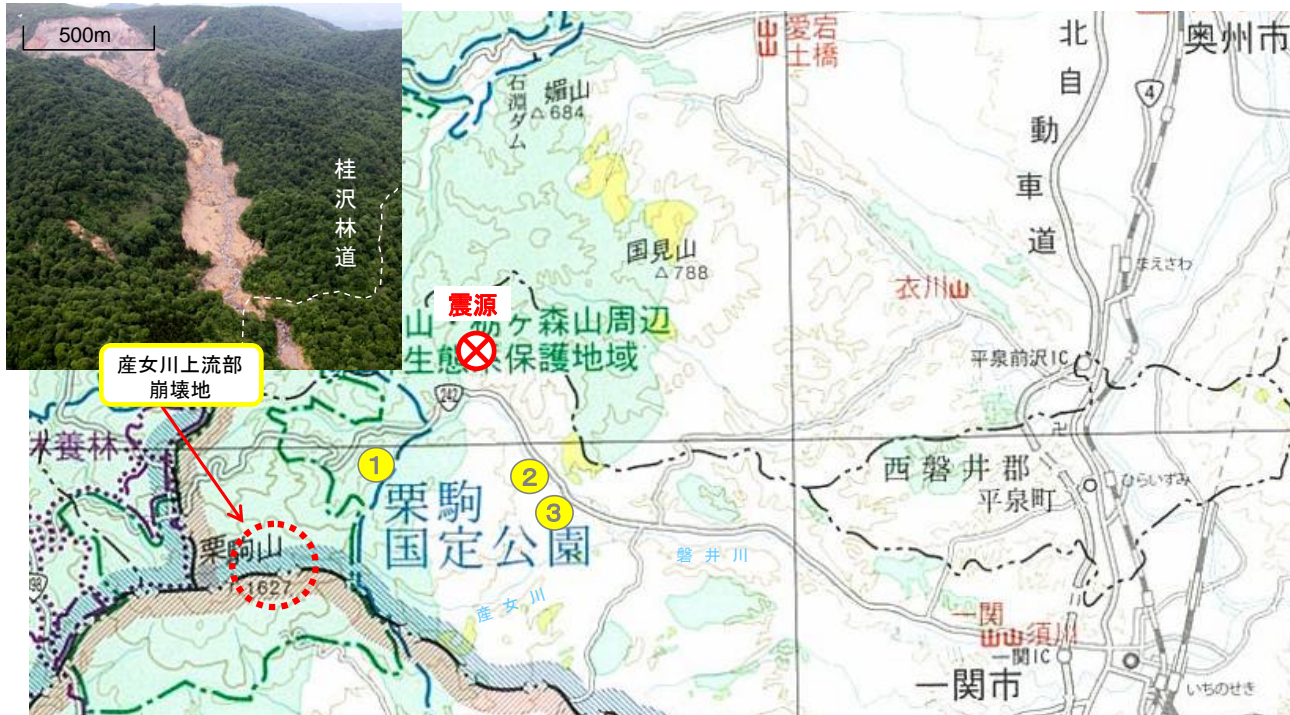 500m
桂沢林道
産女川上流部
崩壊地
石淵ダム
媚山
△684
国見山
△788
愛宕
土橋
北自動車道
4
奥州市
まえさわ
衣川
平泉前沢IC
震源
山・栃ヶ森山周辺
生態系保護地域
242
水養林
1
2
3
栗駒
国定公園
栗駒山
1627
398
産女川
磐井川
西磐井郡
平泉町
卍
ひらいずみ
一関
須川
一関IC
一関市
いちのせき